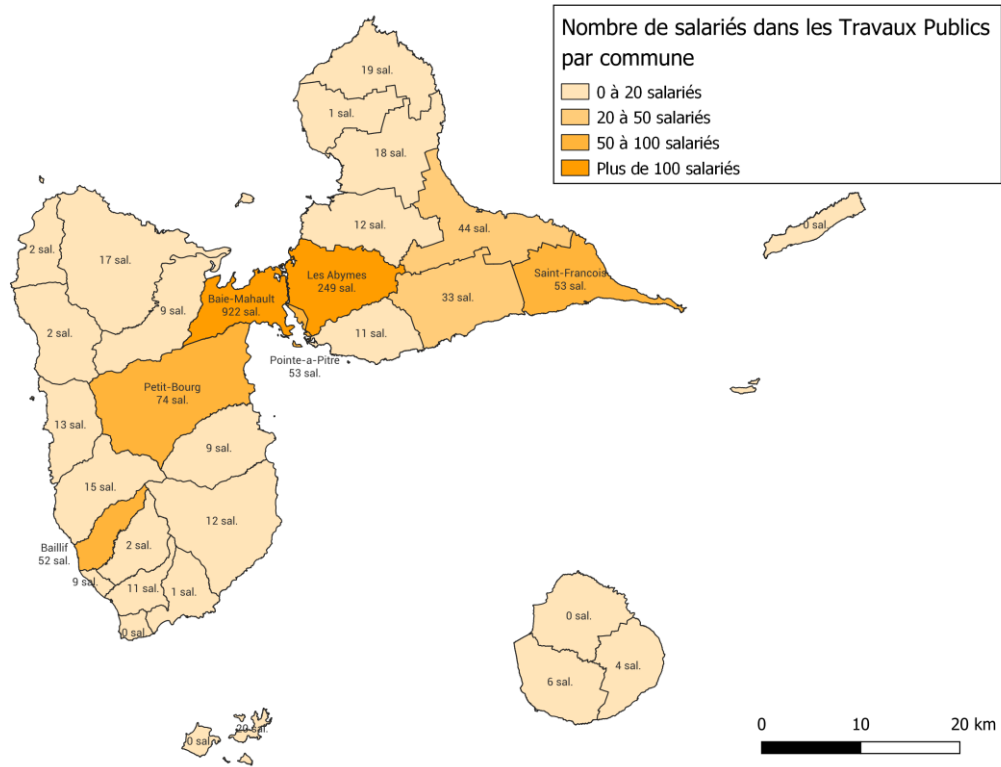 Nombre de salariés dans les Travaux Publics
par commune
0 à 20 salariés
20 à 50 salariés
50 à 100 salariés
Plus de 100 salariés
19 sal.
1 sal.
18 sal.
12 sal.
44 sal.
0 sal.
2 sal.
17 sal.
Les Abymes
249 sal.
Saint-Francois
53 sal.
9 sal.
Baie-Mahault
922 sal.
33 sal.
2 sal.
11 sal.
Pointe-a-Pitre
53 sal.
Petit-Bourg
74 sal.
13 sal.
9 sal.
15 sal.
12 sal.
Baillif
52 sal.
2 sal.
9 sal.
11 sal.
1 sal.
0 sal.
0 sal.
4 sal.
6 sal.
20 sal.
0 sal.
0 10 20 km